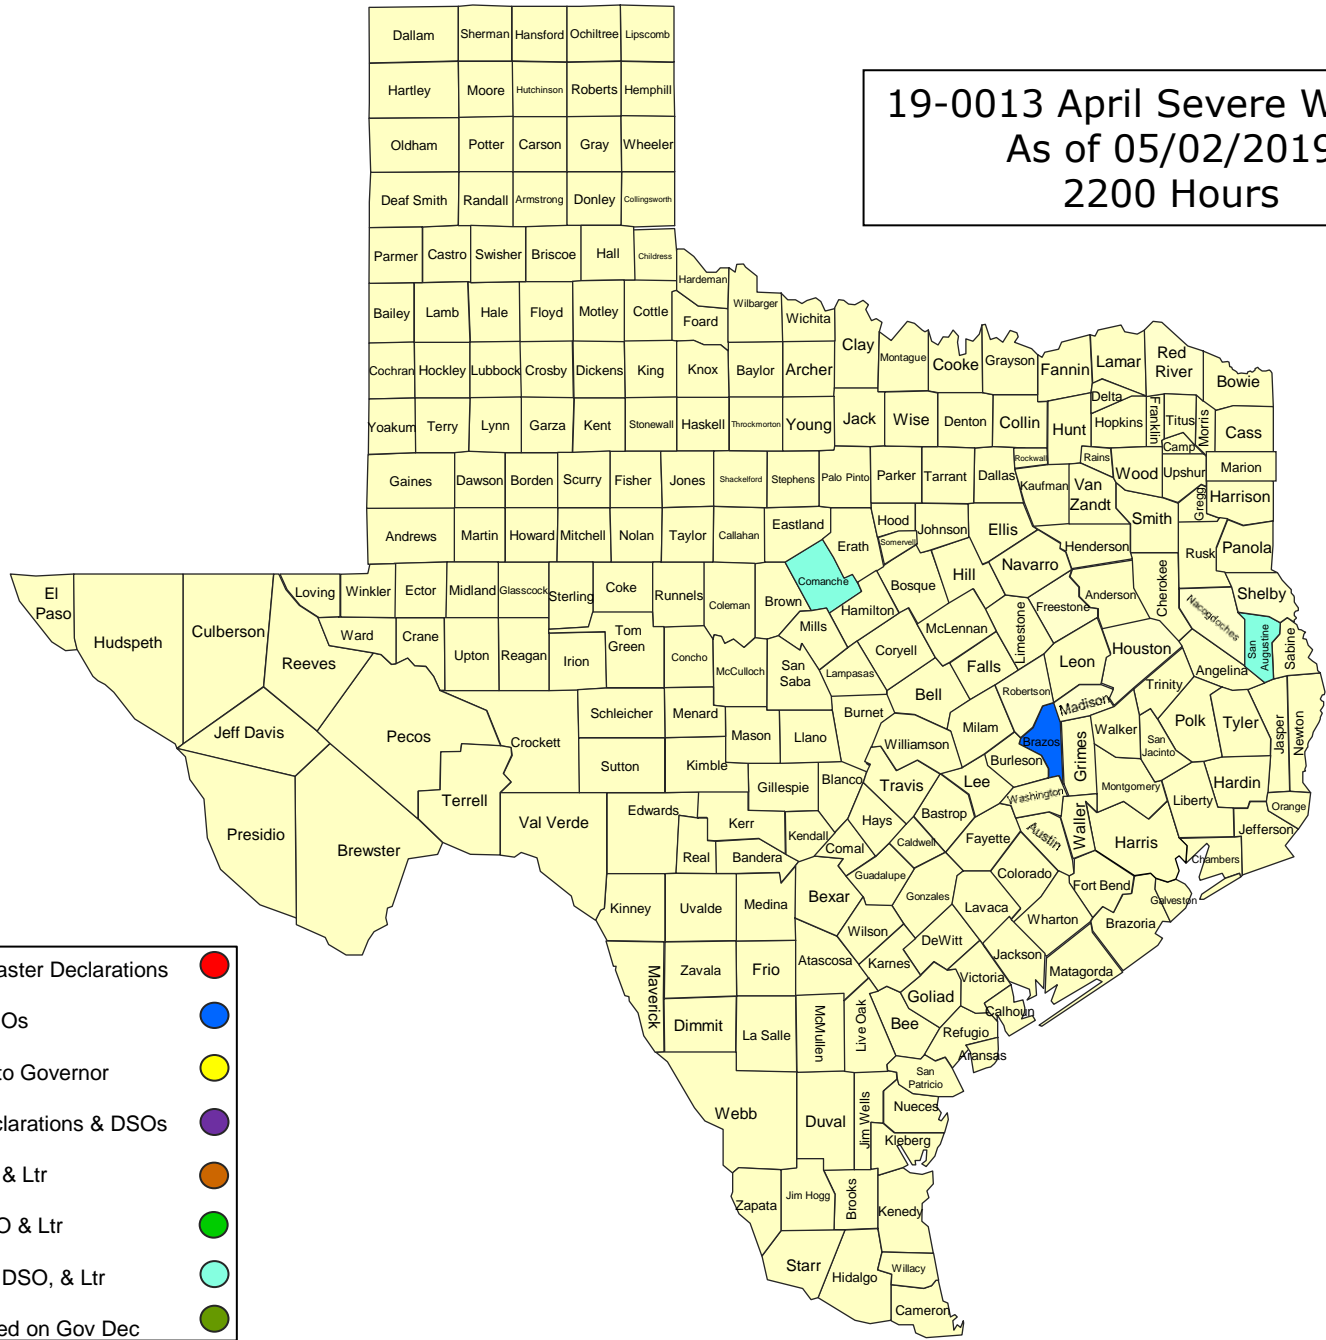 Dallam Sherman Hansford Ochiltree Lipscomb
Hartley Moore Hutchinson Roberts Hemphill
19-0013 April Severe W
As of 05/02/2019
2200 Hours
Oldham Potter Carson Gray Wheeler
Deaf Smith Randall Armstrong Donley Collingsworth
Parmer Castro Swisher Briscoe Hall Childress
Hardeman
Wilbarger
Bailey Lamb Hale Floyd Motley Cottle Foard Wichita
Clay Montague Cooke Grayson Fannin Lamar Red River Bowie
Cochran Hockley Lubbock Crosby Dickens King Knox Baylor Archer
Delta
Yoakum Terry Lynn Garza Kent Stonewall Haskell Throckmorton Young Jack Wise Denton Collin Hunt Hopkins Franklin Titus Morris Cass
Camp
Rockwall Rains
Gaines Dawson Borden Scurry Fisher Jones Shackelford Stephens Palo Pinto Parker Tarrant Dallas Kaufman Van Zandt Wood Upshur Marion
Gregg Harrison
Andrews Martin Howard Mitchell Nolan Taylor Callahan Eastland Erath Hood Somervell Johnson Ellis Henderson Smith Rusk Panola
El Paso Hudspeth Culberson Loving Winkler Ector Midland Glasscock Sterling Coke Runnels Coleman Brown Comanche Hamilton Bosque Hill Navarro Freestone Anderson Cherokee Nacogdoches Shelby
Reeves Ward Crane Upton Reagan Irion Tom Green Concho McCulloch San Saba Mills Lampasas Coryell McLennan Limestone Falls Leon Houston Angelina San Augustine Sabine
Jeff Davis Pecos Crockett Schleicher Menard Mason Llano Burnet Bell Milam Robertson Madison Trinity Polk Tyler Jasper Newton
Brazos Walker San Jacinto
Terrell Sutton Kimble Gillespie Blanco Williamson Travis Lee Burleson Grimes Washington Montgomery Liberty Hardin Orange
Presidio Brewster Val Verde Edwards Kerr Kendall Hays Bastrop Caldwell Fayette Austin Waller Harris Jefferson Chambers
Real Bandera Comal Guadalupe Gonzales Colorado Fort Bend Galveston
Kinney Uvalde Medina Bexar Wilson Lavaca Wharton Brazoria
Maverick Zavala Frio Atascosa Karnes DeWitt Jackson Matagorda
Victoria
Dimmit La Salle McMullen Live Oak Bee Goliad Calhoun Refugio Aransas
San Patricio
Webb Duval Jim Wells Nueces
Kleberg
Zapata Jim Hogg Brooks Kenedy
Starr Hidalgo Willacy
Cameron
aster Declarations
Os
to Governor
clarations & DSOs
& Ltr
O & Ltr
DSO, & Ltr
ed on Gov Dec